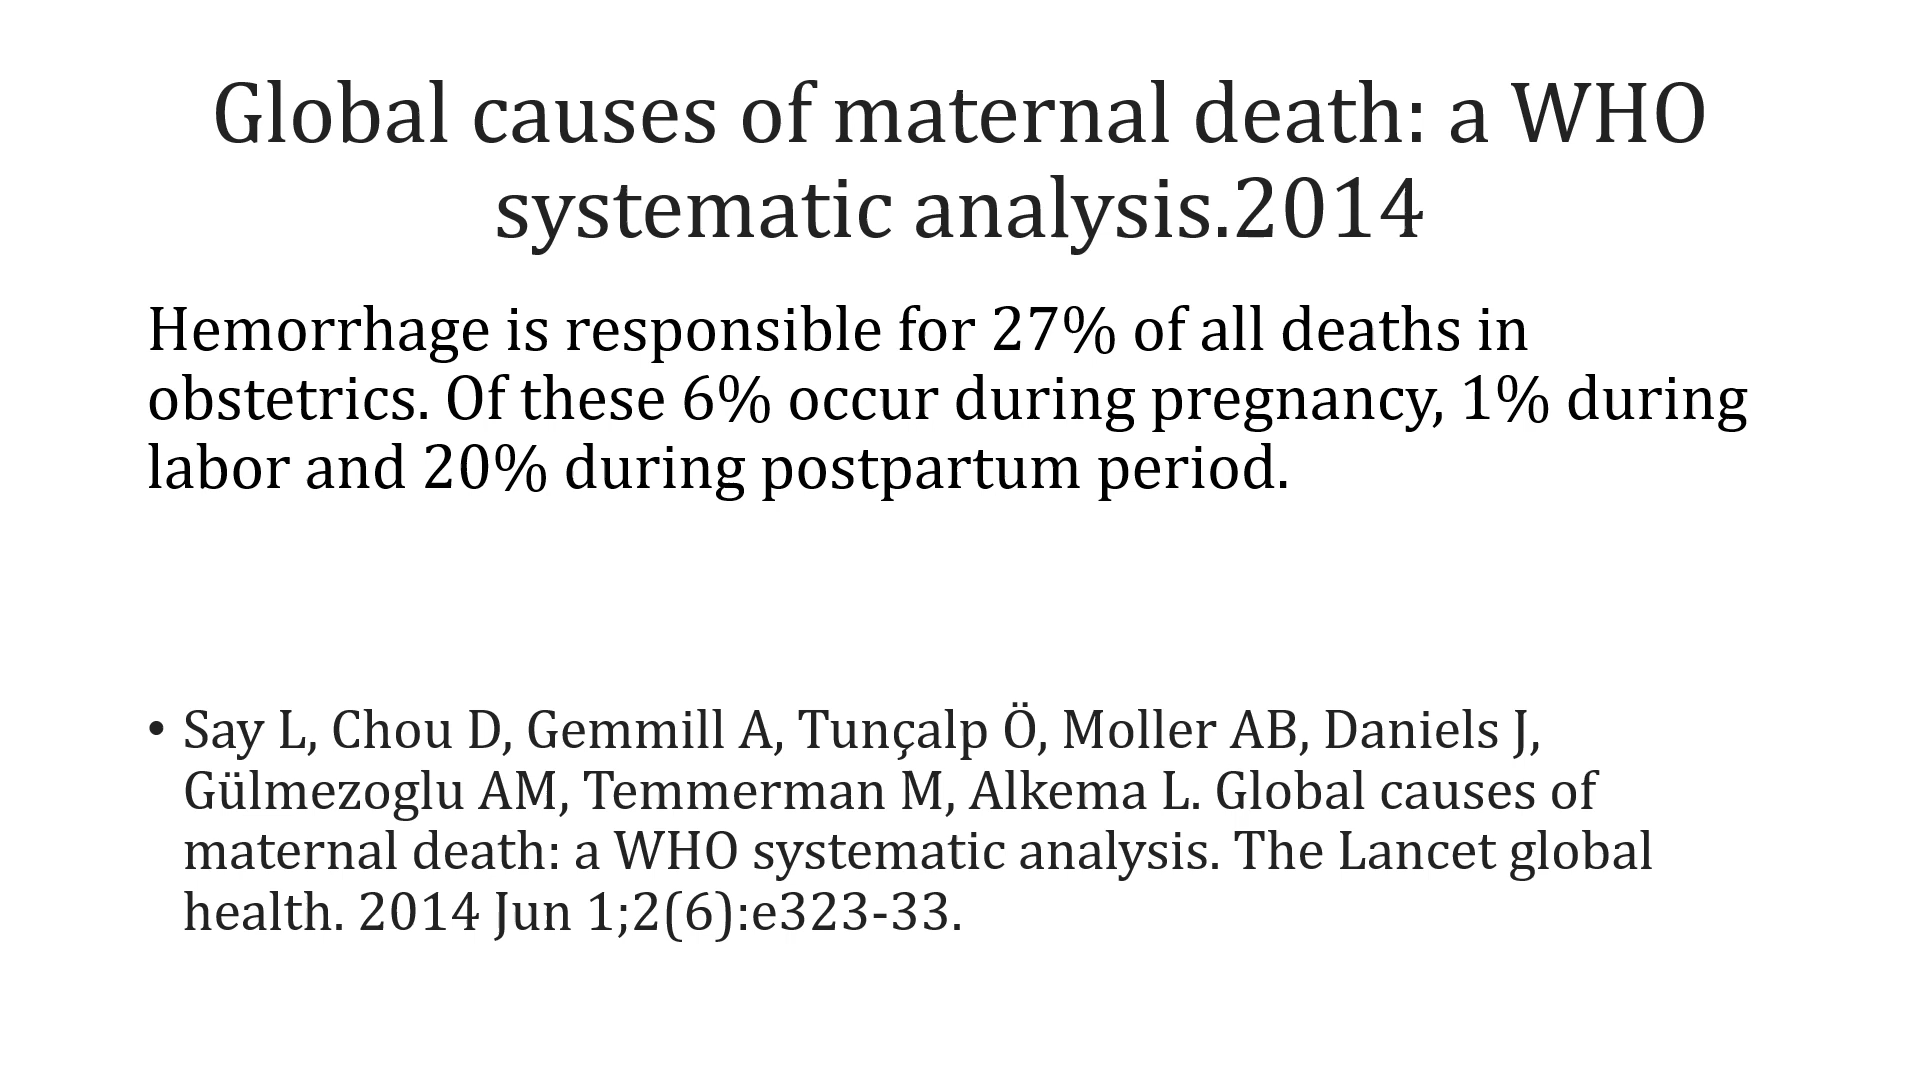 Global causes of maternal death: a WHO
systematic analysis.2014
Hemorrhage is responsible for 27% of all deaths in
obstetrics. Of these 6% occur during pregnancy, 1% during
labor and 20% during postpartum period.
• Say L, Chou D, Gemmill A, Tunçalp Ö, Moller AB, Daniels J,
Gülmezoglu AM, Temmerman M, Alkema L. Global causes of
maternal death: a WHO systematic analysis. The Lancet global
health. 2014 Jun 1;2(6):e323-33.